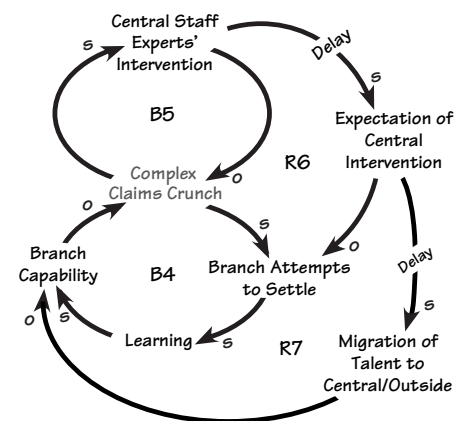 Central Staff
Experts'
Intervention
Delay
s
s
B5
Expectation of
Central
Intervention
R6
Complex
Claims Crunch
o
o
s
Branch
Capability
B4
Branch Attempts
to Settle
o
Delay
o
s
Learning
s
R7
s
Migration of
Talent to
Central/Outside